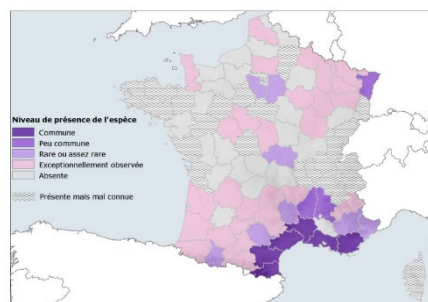 Niveau de présence de l'espèce
Commune
Peu commune
Rare ou assez rare
Exceptionnellement observée
Absente
Présente mais mal connue